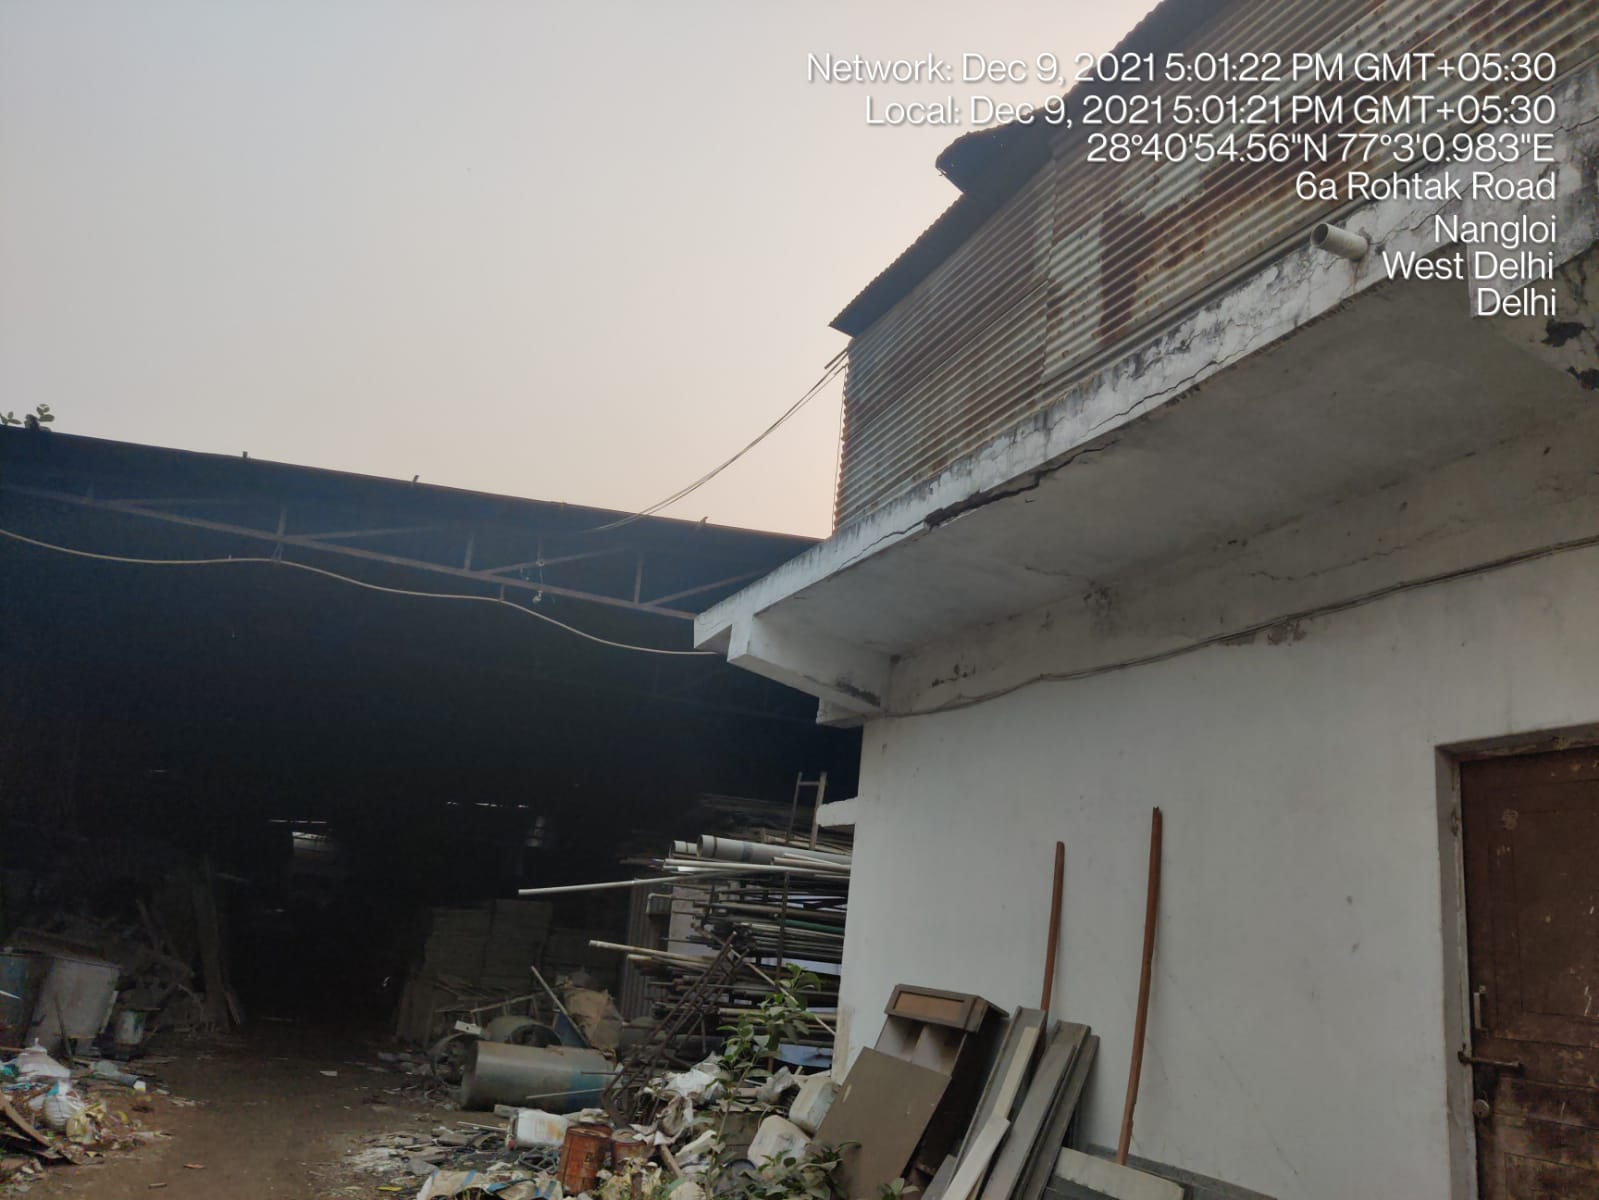 Network: Dec 9, 2021 5:01:22 PM GMT+05:30
Local: Dec 9, 2021 5:01:21 PM GMT+05:30
28°40'54.56"N 77°3'0.983"E
6a Rohtak Road
Nangloi
West Delhi
Delhi